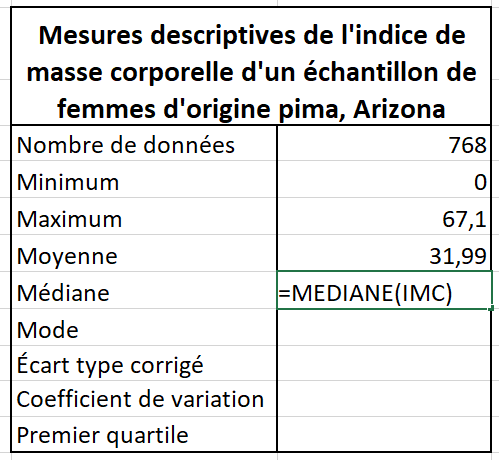 Mesures descriptives de l'indice de
masse corporelle d'un échantillon de
femmes d'origine pima, Arizona
Nombre de données 768
Minimum 0
Maximum 67,1
Moyenne 31,99
Médiane =MEDIANE(IMC)
Mode
Écart type corrigé
Coefficient de variation
Premier quartile